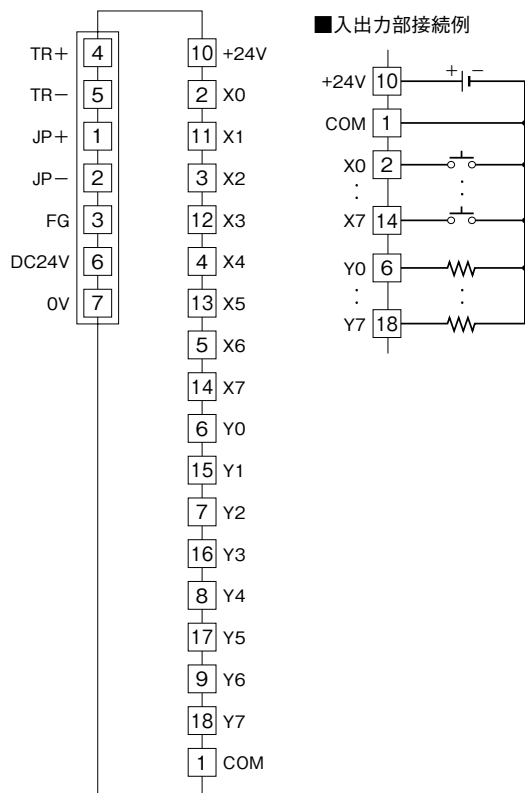 TR+ 4
TR− 5
JP+ 1
JP− 2
FG 3
DC24V 6
0V 7
10 +24V
2 X0
11 X1
3 X2
12 X3
4 X4
13 X5
5 X6
14 X7
6 Y0
15 Y1
7 Y2
16 Y3
8 Y4
17 Y5
9 Y6
18 Y7
1 COM
■入出力部接続例
+24V 10 + −
COM 1
X0 2
⋮ ⋮
X7 14
Y0 6
⋮ ⋮
Y7 18